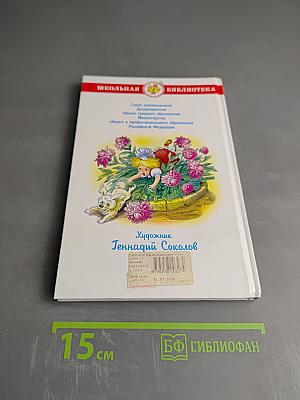 ШКОЛЬНАЯ БИБЛИОТЕКА
Серия рекомендована
Департаментом
общего среднего образования
Министерства
общего и профессионального образования
Российской Федерации
Художник
Геннадий Соколов
15 см
БФ БИБЛИОФАН